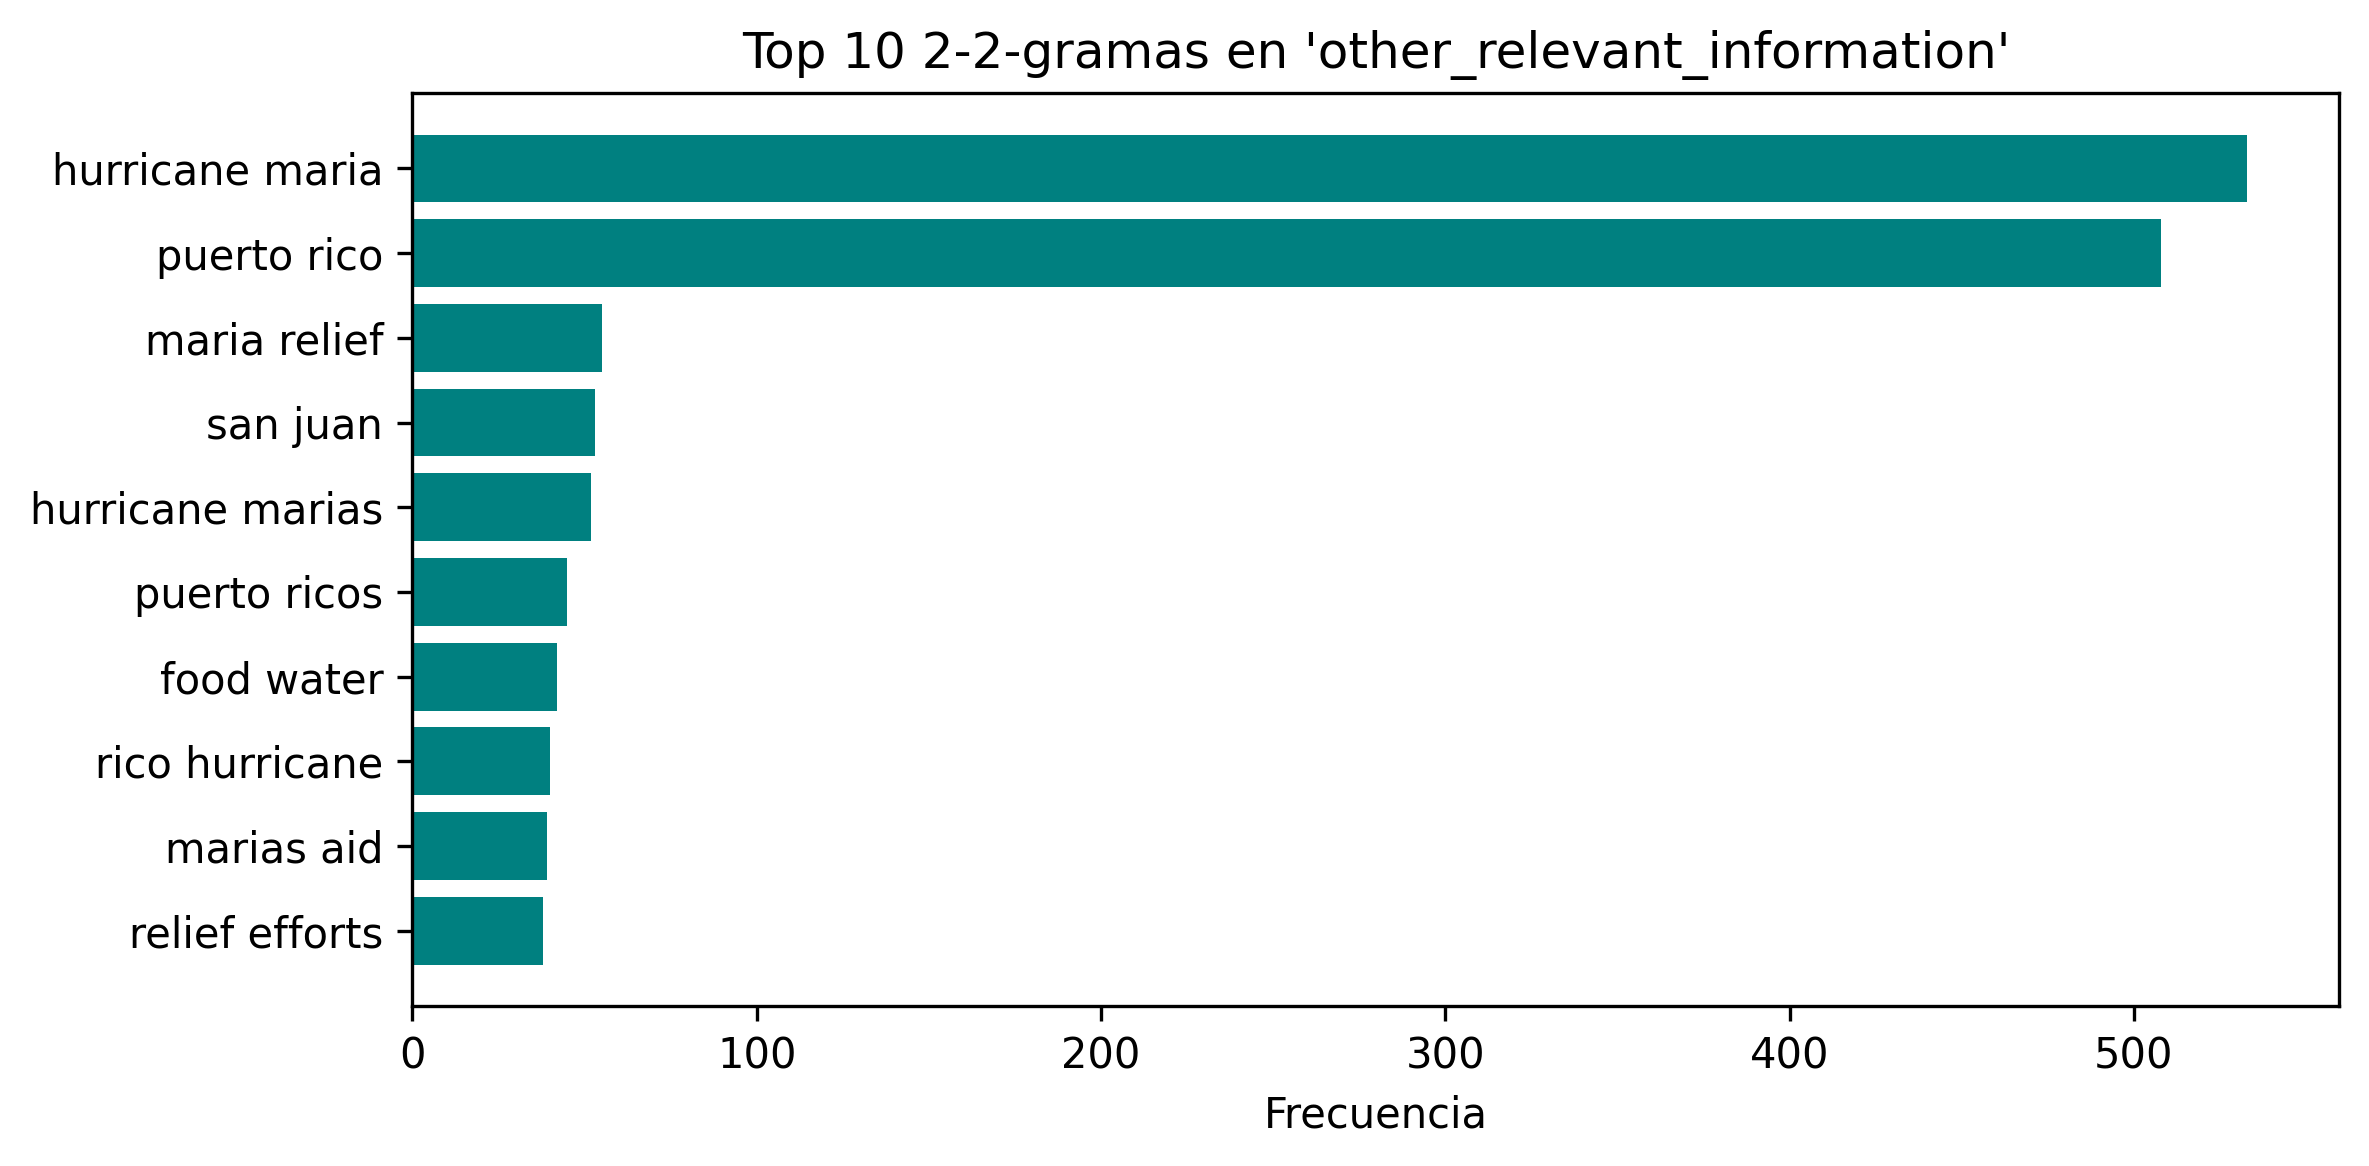 Top 10 2-2-gramas en 'other_relevant_information'
hurricane maria
puerto rico
maria relief
san juan
hurricane marias
puerto ricos
food water
rico hurricane
marias aid
relief efforts
0 100 200 300 400 500
Frecuencia